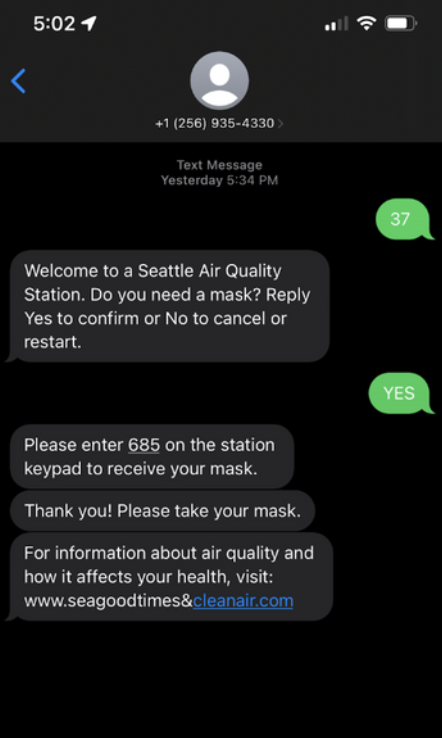 5:02
+1 (256) 935-4330 >
Text Message
Yesterday 5:34 PM
37
Welcome to a Seattle Air Quality
Station. Do you need a mask? Reply
Yes to confirm or No to cancel or
restart.
YES
Please enter 685 on the station
keypad to receive your mask.
Thank you! Please take your mask.
For information about air quality and
how it affects your health, visit:
www.seagoodtimes&cleanair.com